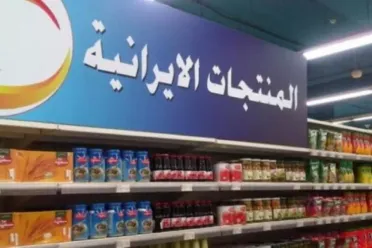 المنتجات الايرانية